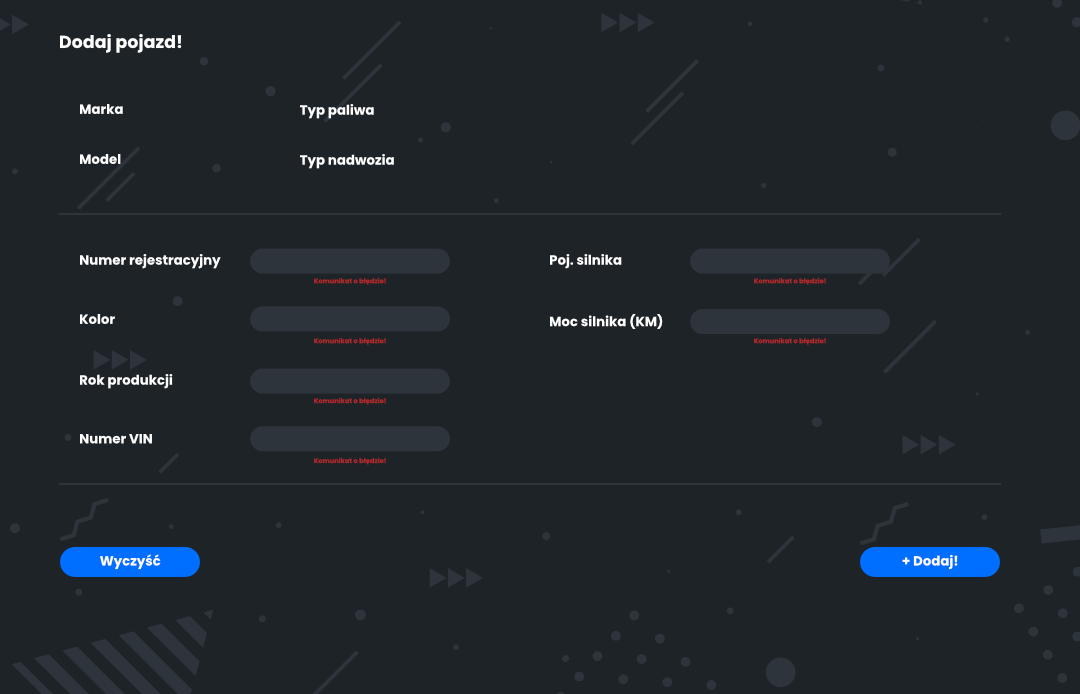 Dodaj pojazd!
Marka
Typ paliwa
Model
Typ nadwozia
Numer rejestracyjny
Poj. silnika
Komunikat o błędzie!
Komunikat o błędzie!
Kolor
Moc silnika (KM)
Komunikat o błędzie!
Komunikat o błędzie!
Rok produkcji
Komunikat o błędzie!
Numer VIN
Komunikat o błędzie!
Wyczyść
+ Dodaj!